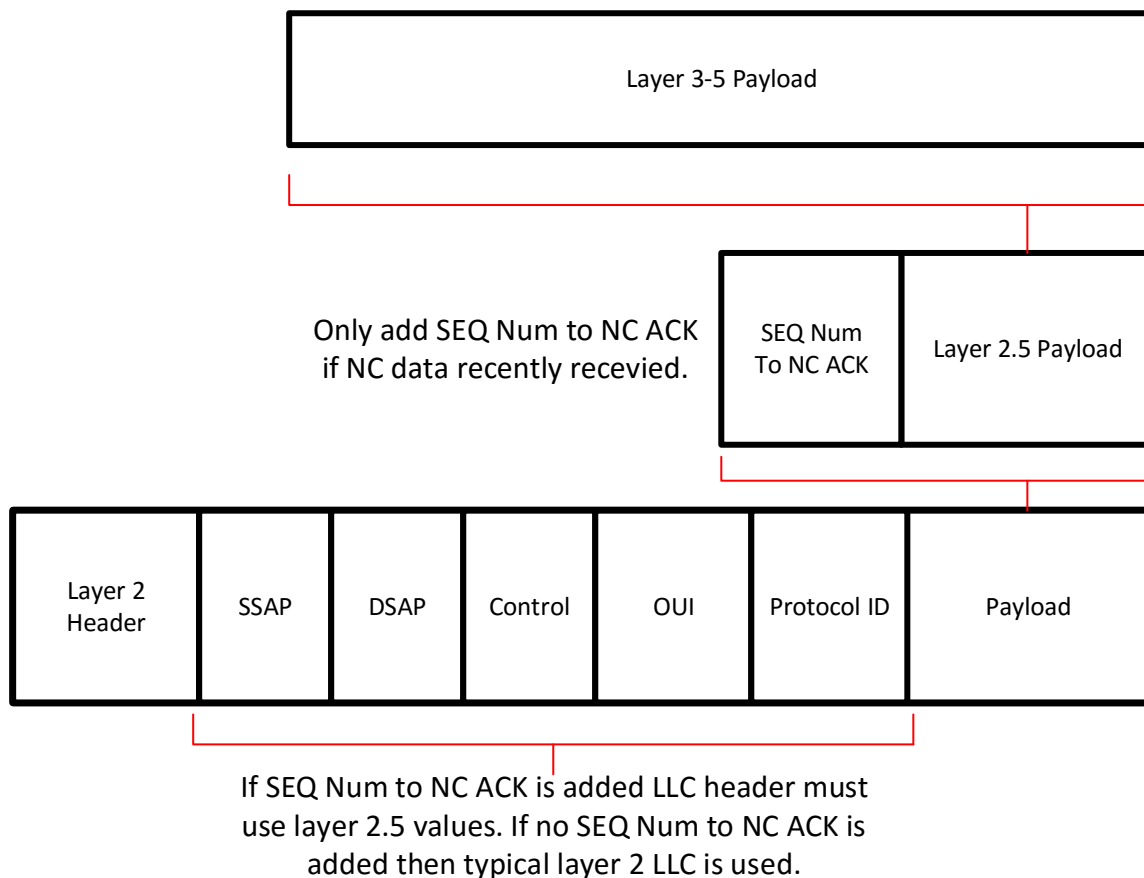 Layer 3-5 Payload
Only add SEQ Num to NC ACK
if NC data recently recevied.
SEQ Num
To NC ACK
Layer 2.5 Payload
Layer 2
Header
SSAP
DSAP
Control
OUI
Protocol ID
Payload
If SEQ Num to NC ACK is added LLC header must
use layer 2.5 values. If no SEQ Num to NC ACK is
added then typical layer 2 LLC is used.